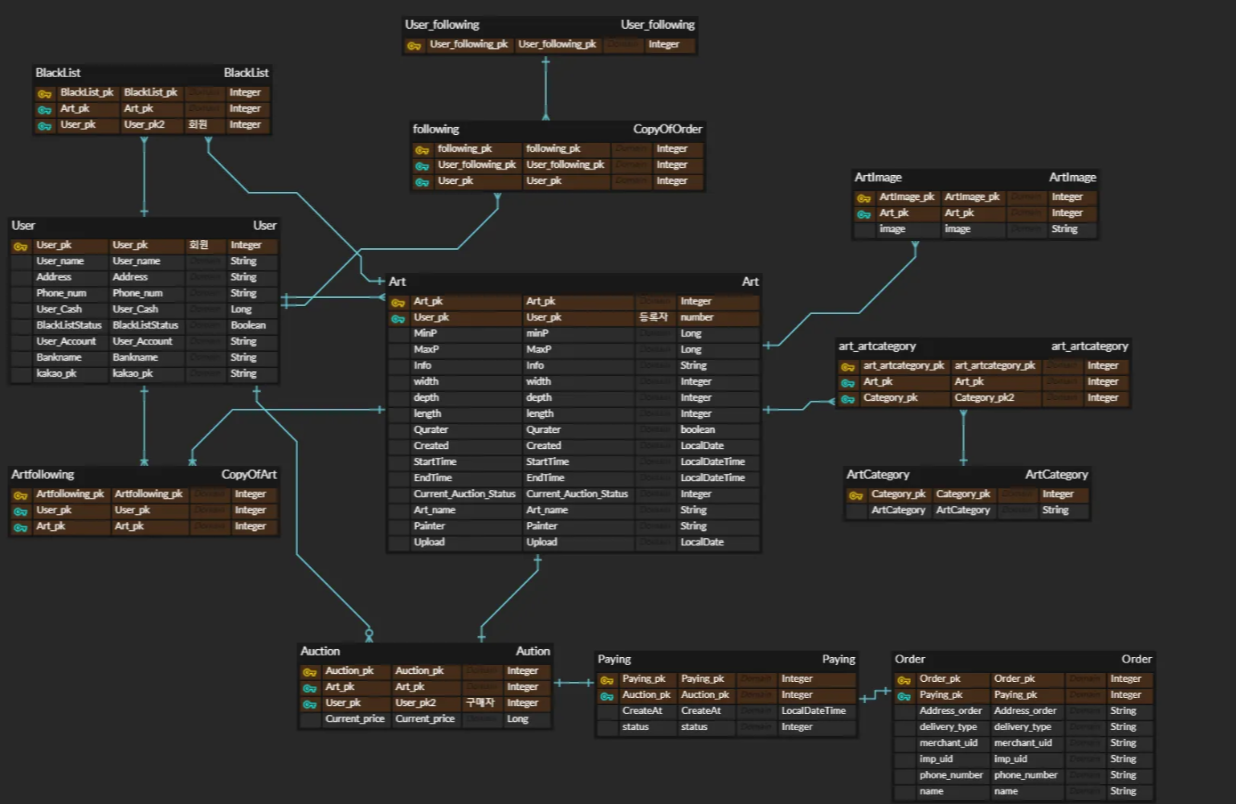 User_following User_following
User_following_pk User_following_pk Domain Integer
BlackList BlackList
BlackList_pk BlackList_pk Domain Integer
Art_pk Art_pk Domain Integer
User_pk User_pk2 회원 Integer
following CopyOfOrder
following_pk following_pk Domain Integer
User_following_pk User_following_pk Domain Integer
User_pk User_pk Domain Integer
ArtImage ArtImage
ArtImage_pk ArtImage_pk Domain Integer
Art_pk Art_pk Domain Integer
image image Domain String
User User
User_pk User_pk 회원 Integer
User_name User_name Domain String
Address Address Domain String
Phone_num Phone_num Domain String
User_Cash User_Cash Domain Long
BlackListStatus BlackListStatus Domain Boolean
User_Account User_Account Domain String
Bankname Bankname Domain String
kakao_pk kakao_pk Domain String
Art Art
Art_pk Art_pk Domain Integer
User_pk User_pk 등록자 number
MinP minP Domain Long
MaxP MaxP Domain Long
Info Info Domain String
width width Domain Integer
depth depth Domain Integer
length length Domain Integer
Qurater Qurater Domain boolean
Created Created Domain LocalDate
StartTime StartTime Domain LocalDateTime
EndTime EndTime Domain LocalDateTime
Current_Auction_Status Current_Auction_Status Domain Integer
Art_name Art_name Domain String
Painter Painter Domain String
Upload Upload Domain LocalDate
art_artcategory art_artcategory
art_artcategory_pk art_artcategory_pk Domain Integer
Art_pk Art_pk Domain Integer
Category_pk Category_pk2 Domain Integer
ArtCategory ArtCategory
Category_pk Category_pk Domain Integer
ArtCategory ArtCategory Domain String
Artfollowing CopyOfArt
Artfollowing_pk Artfollowing_pk Domain Integer
User_pk User_pk Domain Integer
Art_pk Art_pk Domain Integer
Auction Aution
Auction_pk Auction_pk Domain Integer
Art_pk Art_pk Domain Integer
User_pk User_pk2 구매자 Integer
Current_price Current_price Domain Long
Paying Paying
Paying_pk Paying_pk Domain Integer
Auction_pk Auction_pk Domain Integer
CreateAt CreateAt Domain LocalDateTime
status status Domain Integer
Order Order
Order_pk Order_pk Domain Integer
Paying_pk Paying_pk Domain Integer
Address_order Address_order Domain String
delivery_type delivery_type Domain String
merchant_uid merchant_uid Domain String
imp_uid imp_uid Domain String
phone_number phone_number Domain String
name name Domain String